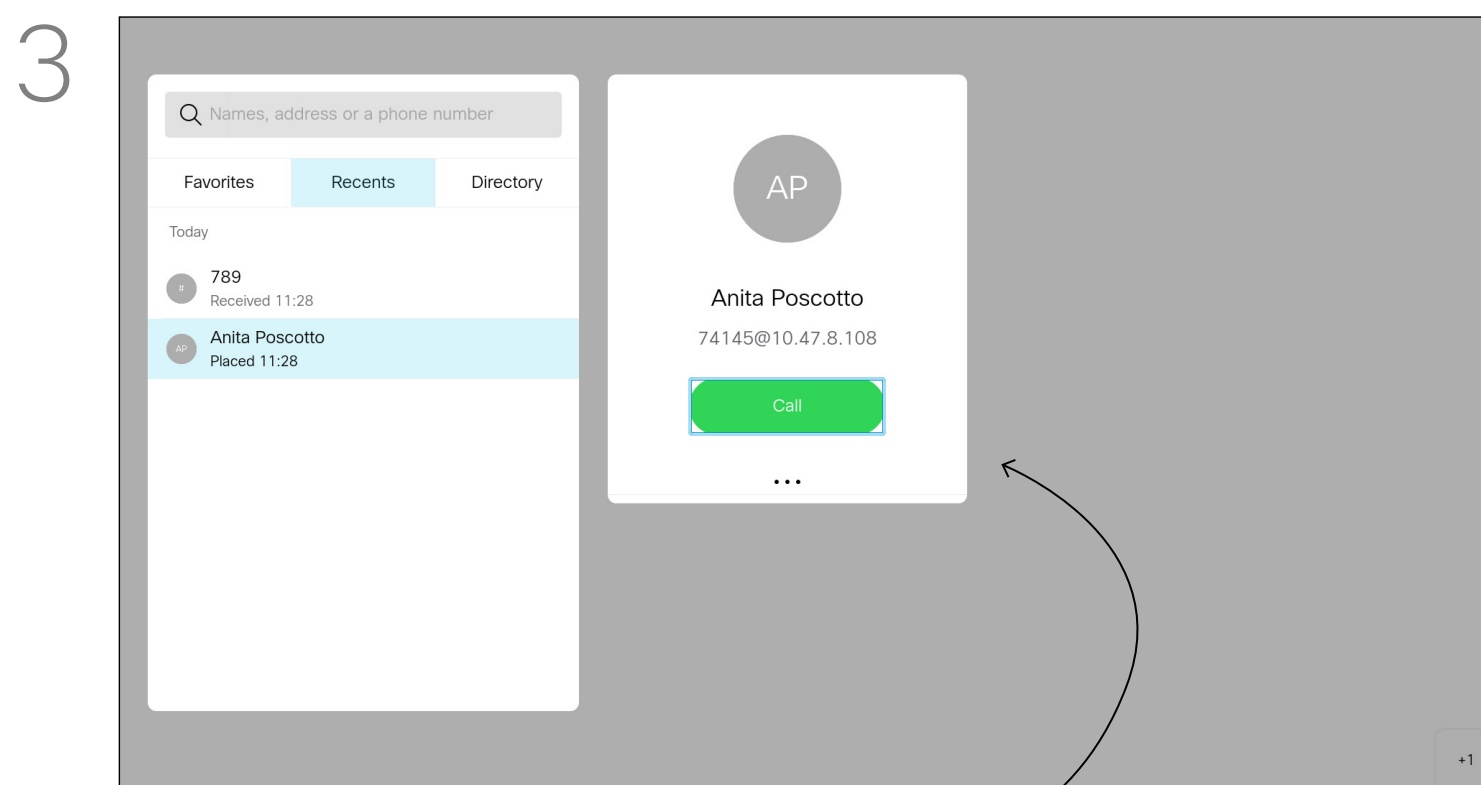 3
Names, address or a phone number
Favorites Recents Directory
Today
#
789
Received 11:28
AP
Anita Poscotto
Placed 11:28
AP
Anita Poscotto
74145@10.47.8.108
Call
...
+1